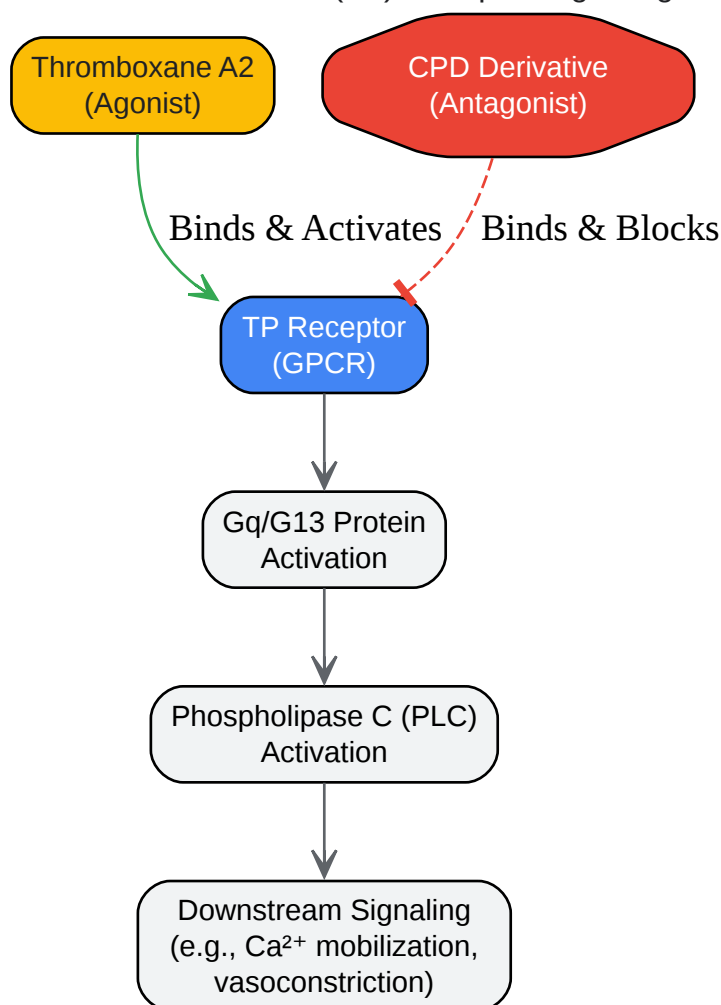 Thromboxane A2
(Agonist)
CPD Derivative
(Antagonist)
Binds & Activates
Binds & Blocks
TP Receptor
(GPCR)
Gq/G13 Protein
Activation
Phospholipase C (PLC)
Activation
Downstream Signaling
(e.g., Ca²⁺ mobilization,
vasoconstriction)